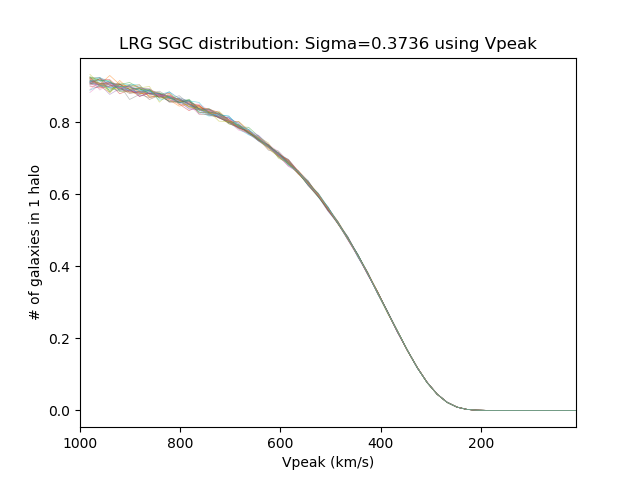 LRG SGC distribution: Sigma=0.3736 using Vpeak
# of galaxies in 1 halo
0.8
0.6
0.4
0.2
0.0
1000 800 600 400 200
Vpeak (km/s)